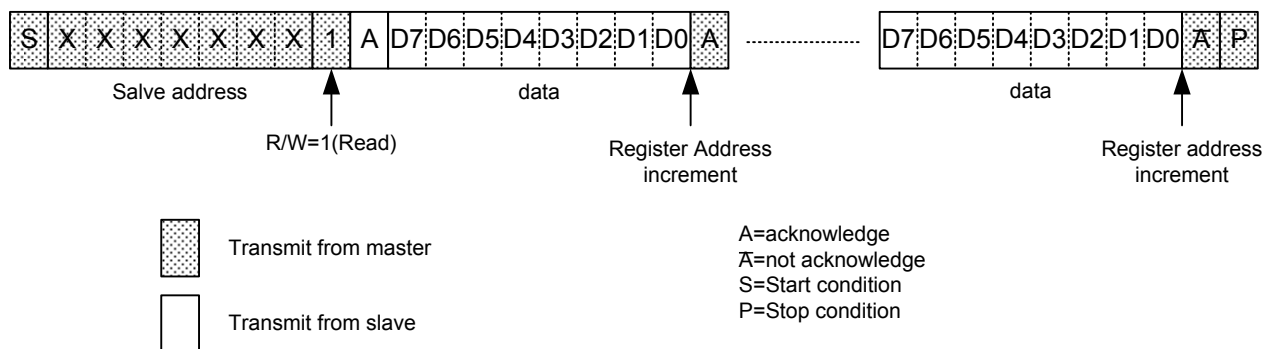 S X X X X X X X 1 A D7 D6 D5 D4 D3 D2 D1 D0 A D7 D6 D5 D4 D3 D2 D1 D0 A̅ P
Salve address
data
data
R/W=1(Read)
Register Address
increment
Register address
increment
Transmit from master
Transmit from slave
A=acknowledge
A̅=not acknowledge
S=Start condition
P=Stop condition